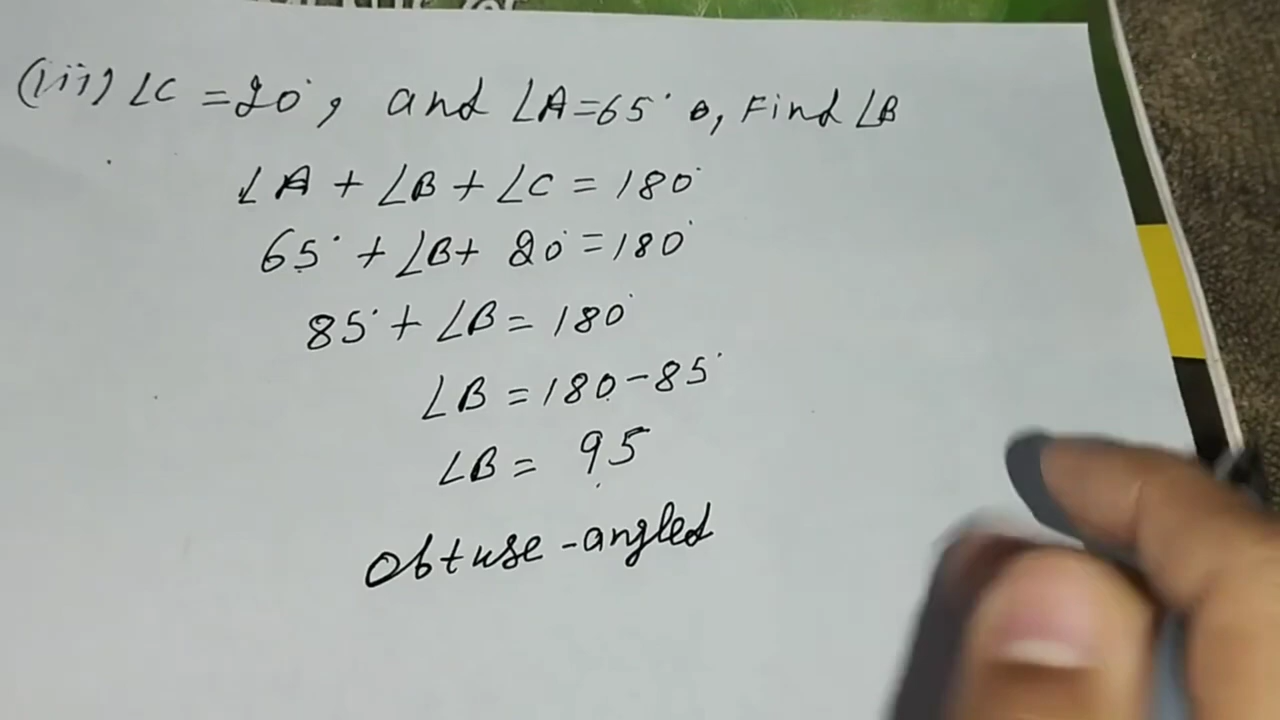 (iii) ∠C = 20°, and ∠A = 65° , Find ∠B
∠A + ∠B + ∠C = 180°
65° + ∠B + 20° = 180°
85° + ∠B = 180°
∠B = 180 - 85°
∠B = 95
Obtuse-angled